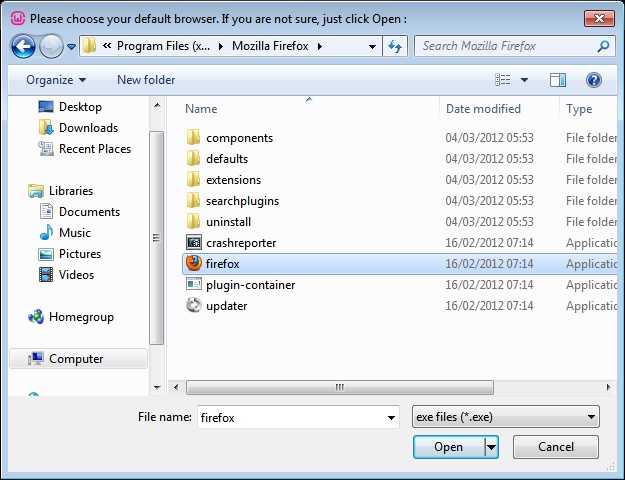 Please choose your default browser. If you are not sure, just click Open :
« Program Files (x... Mozilla Firefox
Search Mozilla Firefox
Organize New folder
Name Date modified Type
Desktop
Downloads
Recent Places
Libraries
Documents
Music
Pictures
Videos
Homegroup
Computer
components 04/03/2012 05:53 File folder
defaults 04/03/2012 05:53 File folder
extensions 04/03/2012 05:53 File folder
searchplugins 04/03/2012 05:53 File folder
uninstall 04/03/2012 05:53 File folder
crashreporter 16/02/2012 07:14 Applicatio
firefox 16/02/2012 07:14 Applicatio
plugin-container 16/02/2012 07:14 Applicatio
updater 16/02/2012 07:14 Applicatio
File name: firefox exe files (*.exe)
Open Cancel